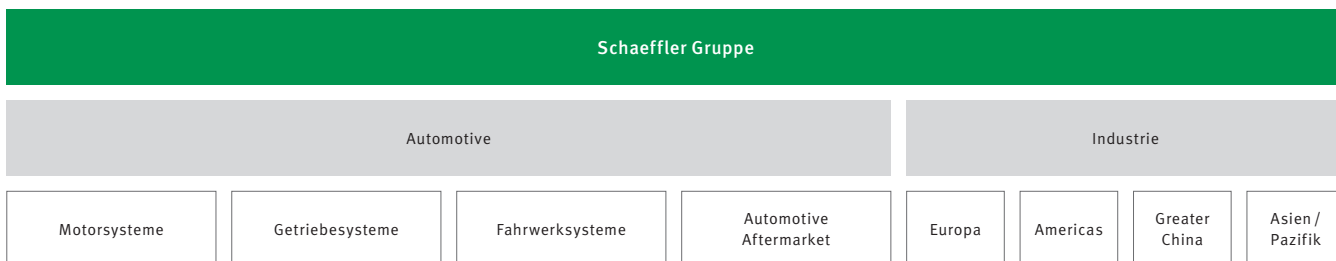 Schaeffler Gruppe
Automotive
Industrie
Motorsysteme
Getriebesysteme
Fahrwerksysteme
Automotive
Aftermarket
Europa
Americas
Greater
China
Asien /
Pazifik